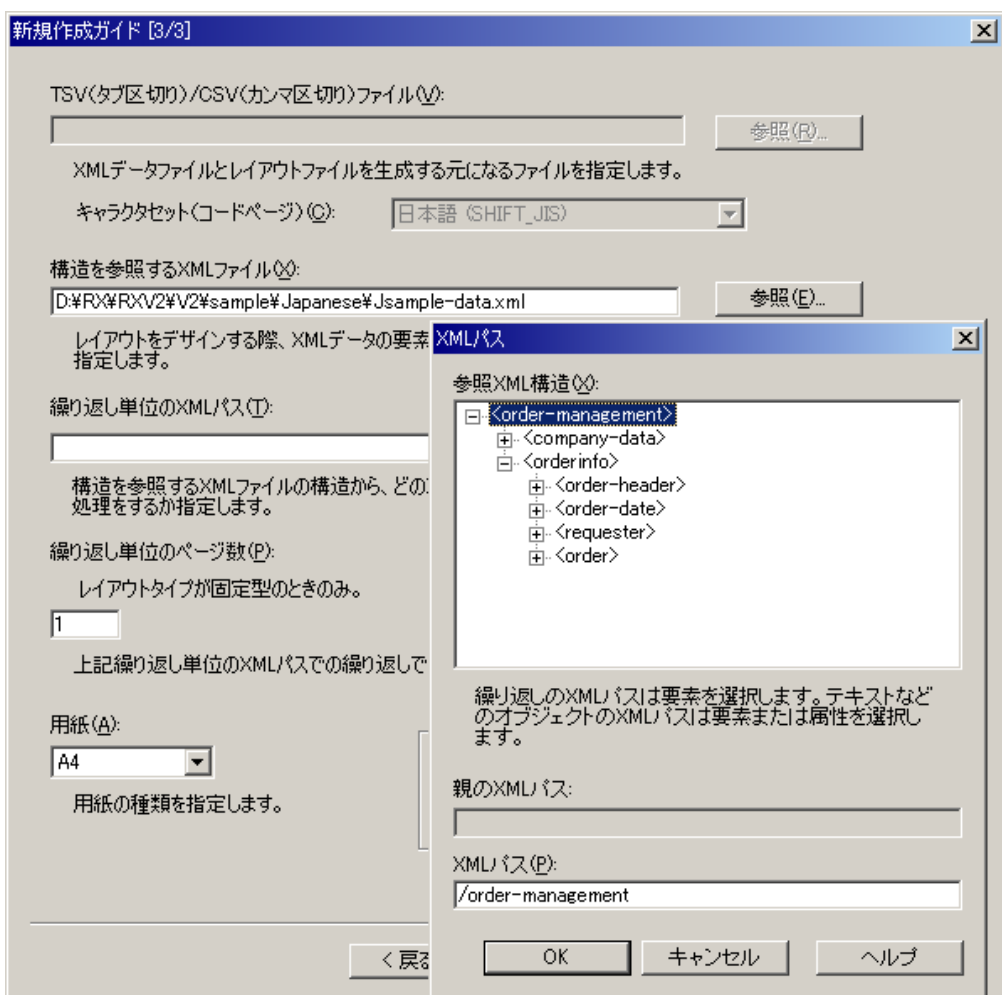 新規作成ガイド [3/3]
TSV(タブ区切り)/CSV(カンマ区切り)ファイル(V):
参照(R)...
XMLデータファイルとレイアウトファイルを生成する元になるファイルを指定します。
キャラクタセット(コードページ)(C):
日本語 (SHIFT_JIS)
構造を参照するXMLファイル(X):
D:¥RX¥RXV2¥V2¥sample¥Japanese¥Jsample-data.xml
参照(E)...
レイアウトをデザインする際、XMLデータの要素
指定します。
繰り返し単位のXMLパス(T):
構造を参照するXMLファイルの構造から、どの
処理をするか指定します。
繰り返し単位のページ数(P):
レイアウトタイプが固定型のときのみ。
1
上記繰り返し単位のXMLパスでの繰り返しで
用紙(A):
A4
用紙の種類を指定します。
< 戻
XMLパス
参照XML構造(X):
<order-management>
<company-data>
<orderinfo>
<order-header>
<order-date>
<requester>
<order>
繰り返しのXMLパスは要素を選択します。テキストなど
のオブジェクトのXMLパスは要素または属性を選択し
ます。
親のXMLパス:
XMLパス(P):
/order-management
OK
キャンセル
ヘルプ